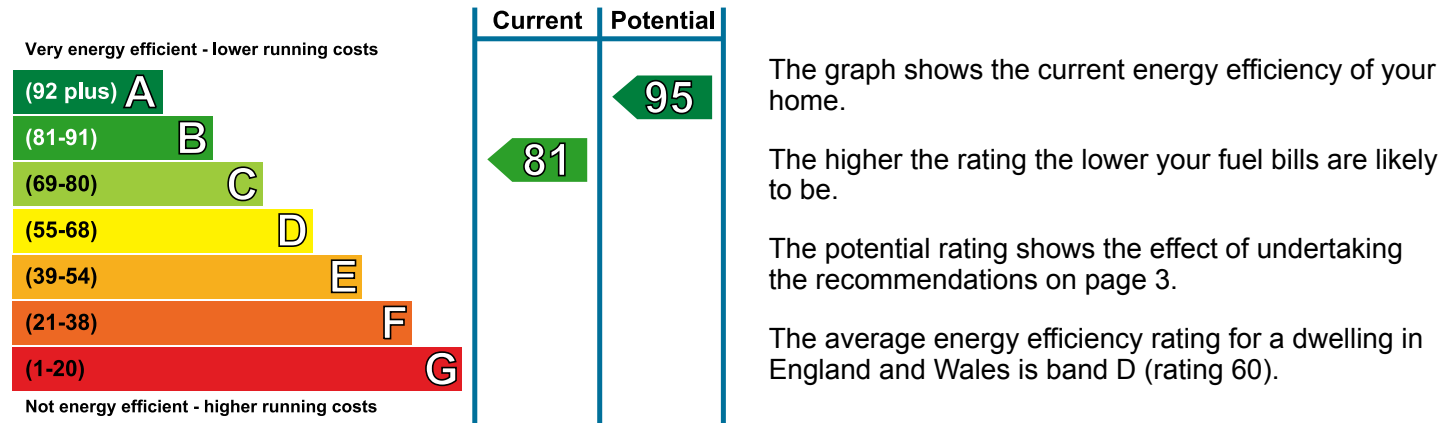 Current Potential
Very energy efficient - lower running costs
(92 plus) A
95
(81-91) B
81
(69-80) C
(55-68) D
(39-54) E
(21-38) F
(1-20) G
Not energy efficient - higher running costs
The graph shows the current energy efficiency of your
home.
The higher the rating the lower your fuel bills are likely
to be.
The potential rating shows the effect of undertaking
the recommendations on page 3.
The average energy efficiency rating for a dwelling in
England and Wales is band D (rating 60).